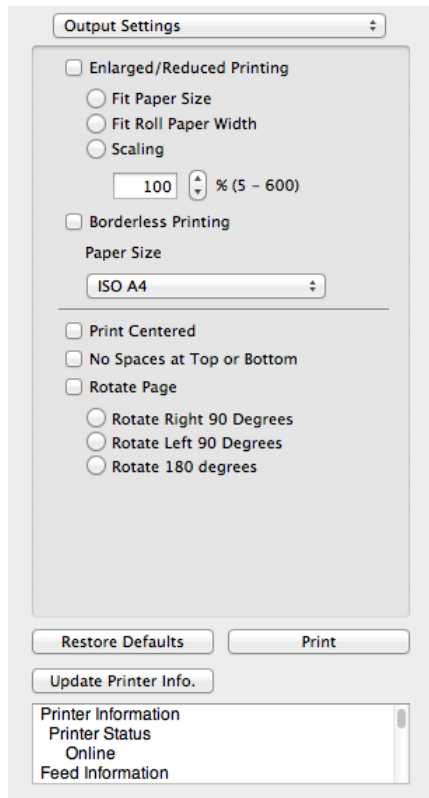 Output Settings
Enlarged/Reduced Printing
Fit Paper Size
Fit Roll Paper Width
Scaling
100 % (5 – 600)
Borderless Printing
Paper Size
ISO A4
Print Centered
No Spaces at Top or Bottom
Rotate Page
Rotate Right 90 Degrees
Rotate Left 90 Degrees
Rotate 180 degrees
Restore Defaults Print
Update Printer Info.
Printer Information
Printer Status
Online
Feed Information